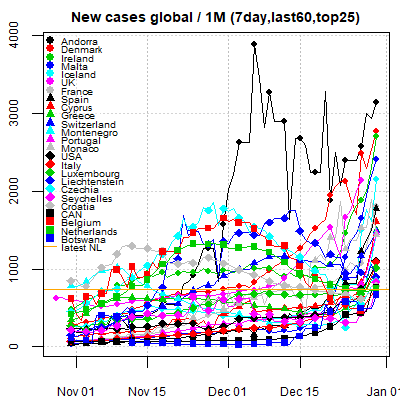 New cases global / 1M (7day,last60,top25)
4000
3000
2000
1000
0
Andorra
Denmark
Ireland
Malta
Iceland
UK
France
Spain
Cyprus
Greece
Switzerland
Montenegro
Portugal
Monaco
USA
Italy
Luxembourg
Liechtenstein
Czechia
Seychelles
Croatia
CAN
Belgium
Netherlands
Botswana
latest NL
Nov 01
Nov 15
Dec 01
Dec 15
Jan 01